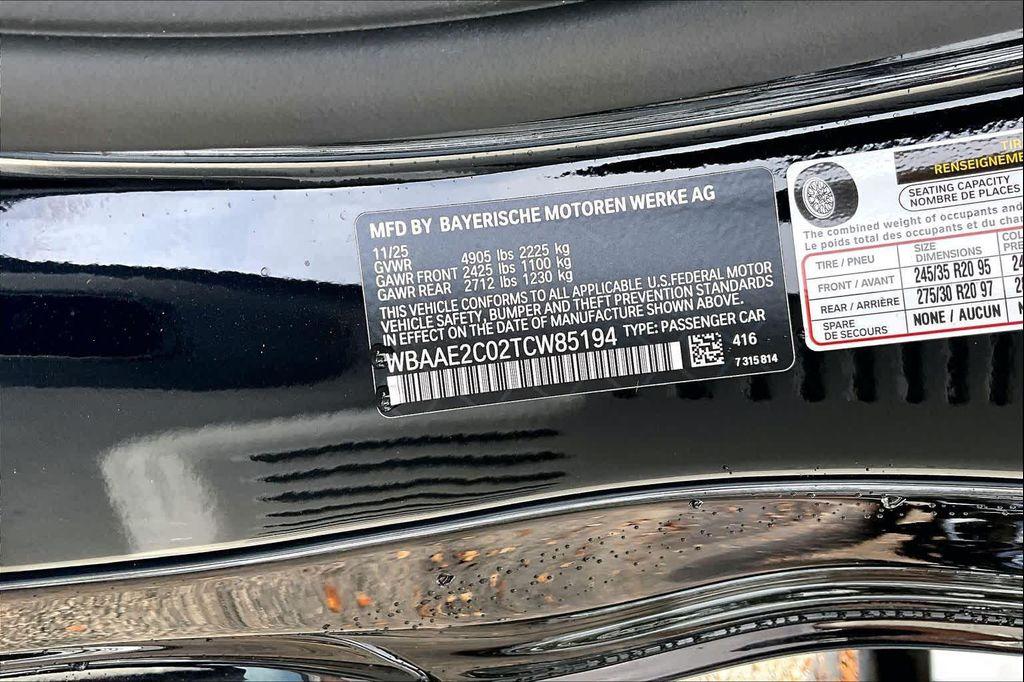 MFD BY BAYERISCHE MOTOREN WERKE AG
11/25
GVWR 4905 lbs 2225 kg
GAWR FRONT 2425 lbs 1100 kg
GAWR REAR 2712 lbs 1230 kg
THIS VEHICLE CONFORMS TO ALL APPLICABLE U.S.FEDERAL MOTOR
VEHICLE SAFETY, BUMPER AND THEFT PREVENTION STANDARDS
IN EFFECT ON THE DATE OF MANUFACTURE SHOWN ABOVE.
WBAAE2C02TCW85194 TYPE: PASSENGER CAR
416
7 315 814
TIR
RENSEIGNEME
SEATING CAPACITY
NOMBRE DE PLACES
The combined weight of occupants and
Le poids total des occupants et du char
TIRE / PNEU
SIZE
DIMENSIONS
COL
PRE
FRONT / AVANT 245/35 R20 95 24
REAR / ARRIÈRE 275/30 R20 97 2
SPARE
DE SECOURS
NONE / AUCUN